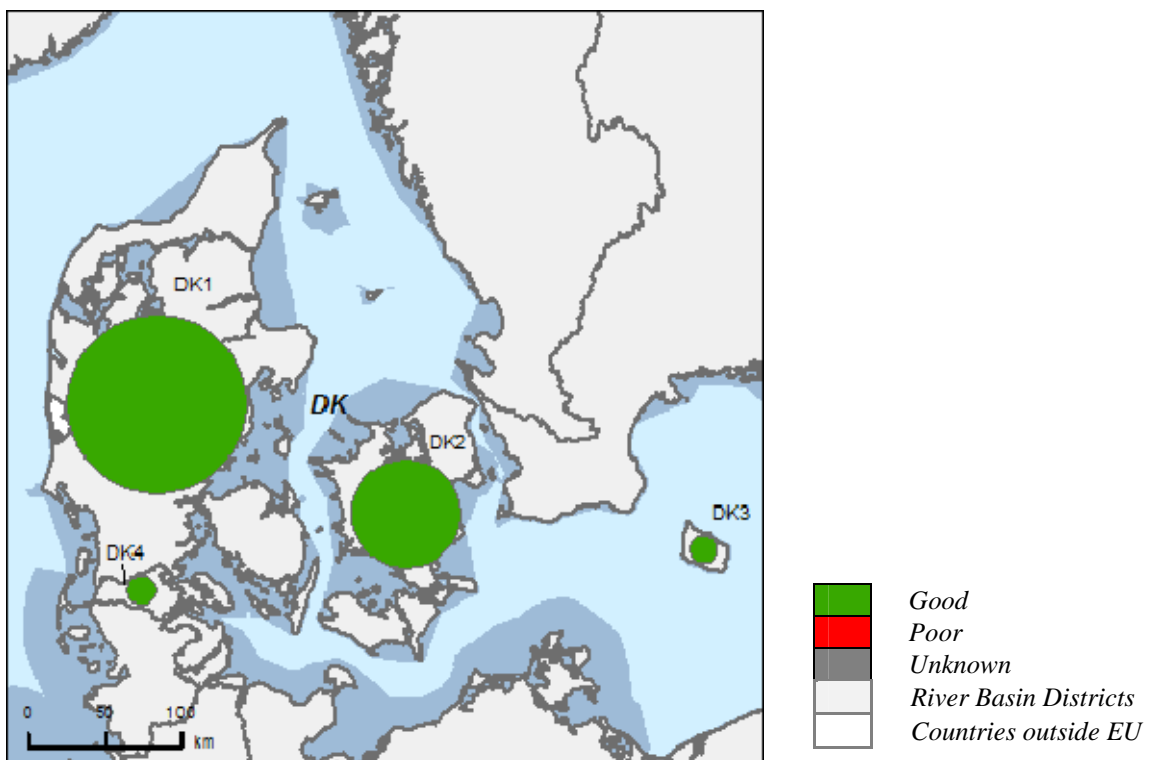 DK1
DK
DK2
DK3
DK4
0 50 100
km
Good
Poor
Unknown
River Basin Districts
Countries outside EU